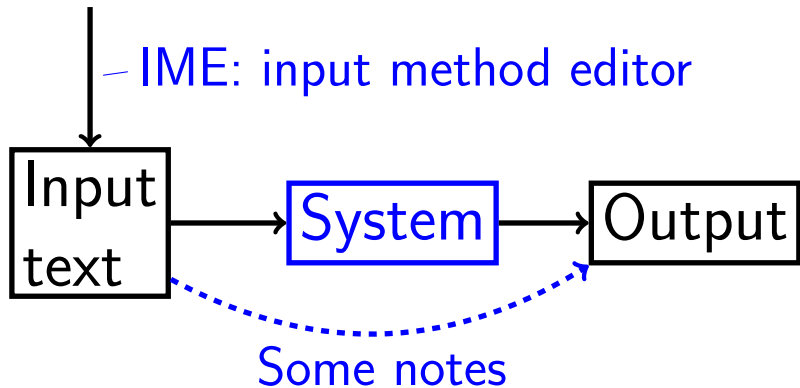 IME: input method editor
Input
text
System
Output
Some notes